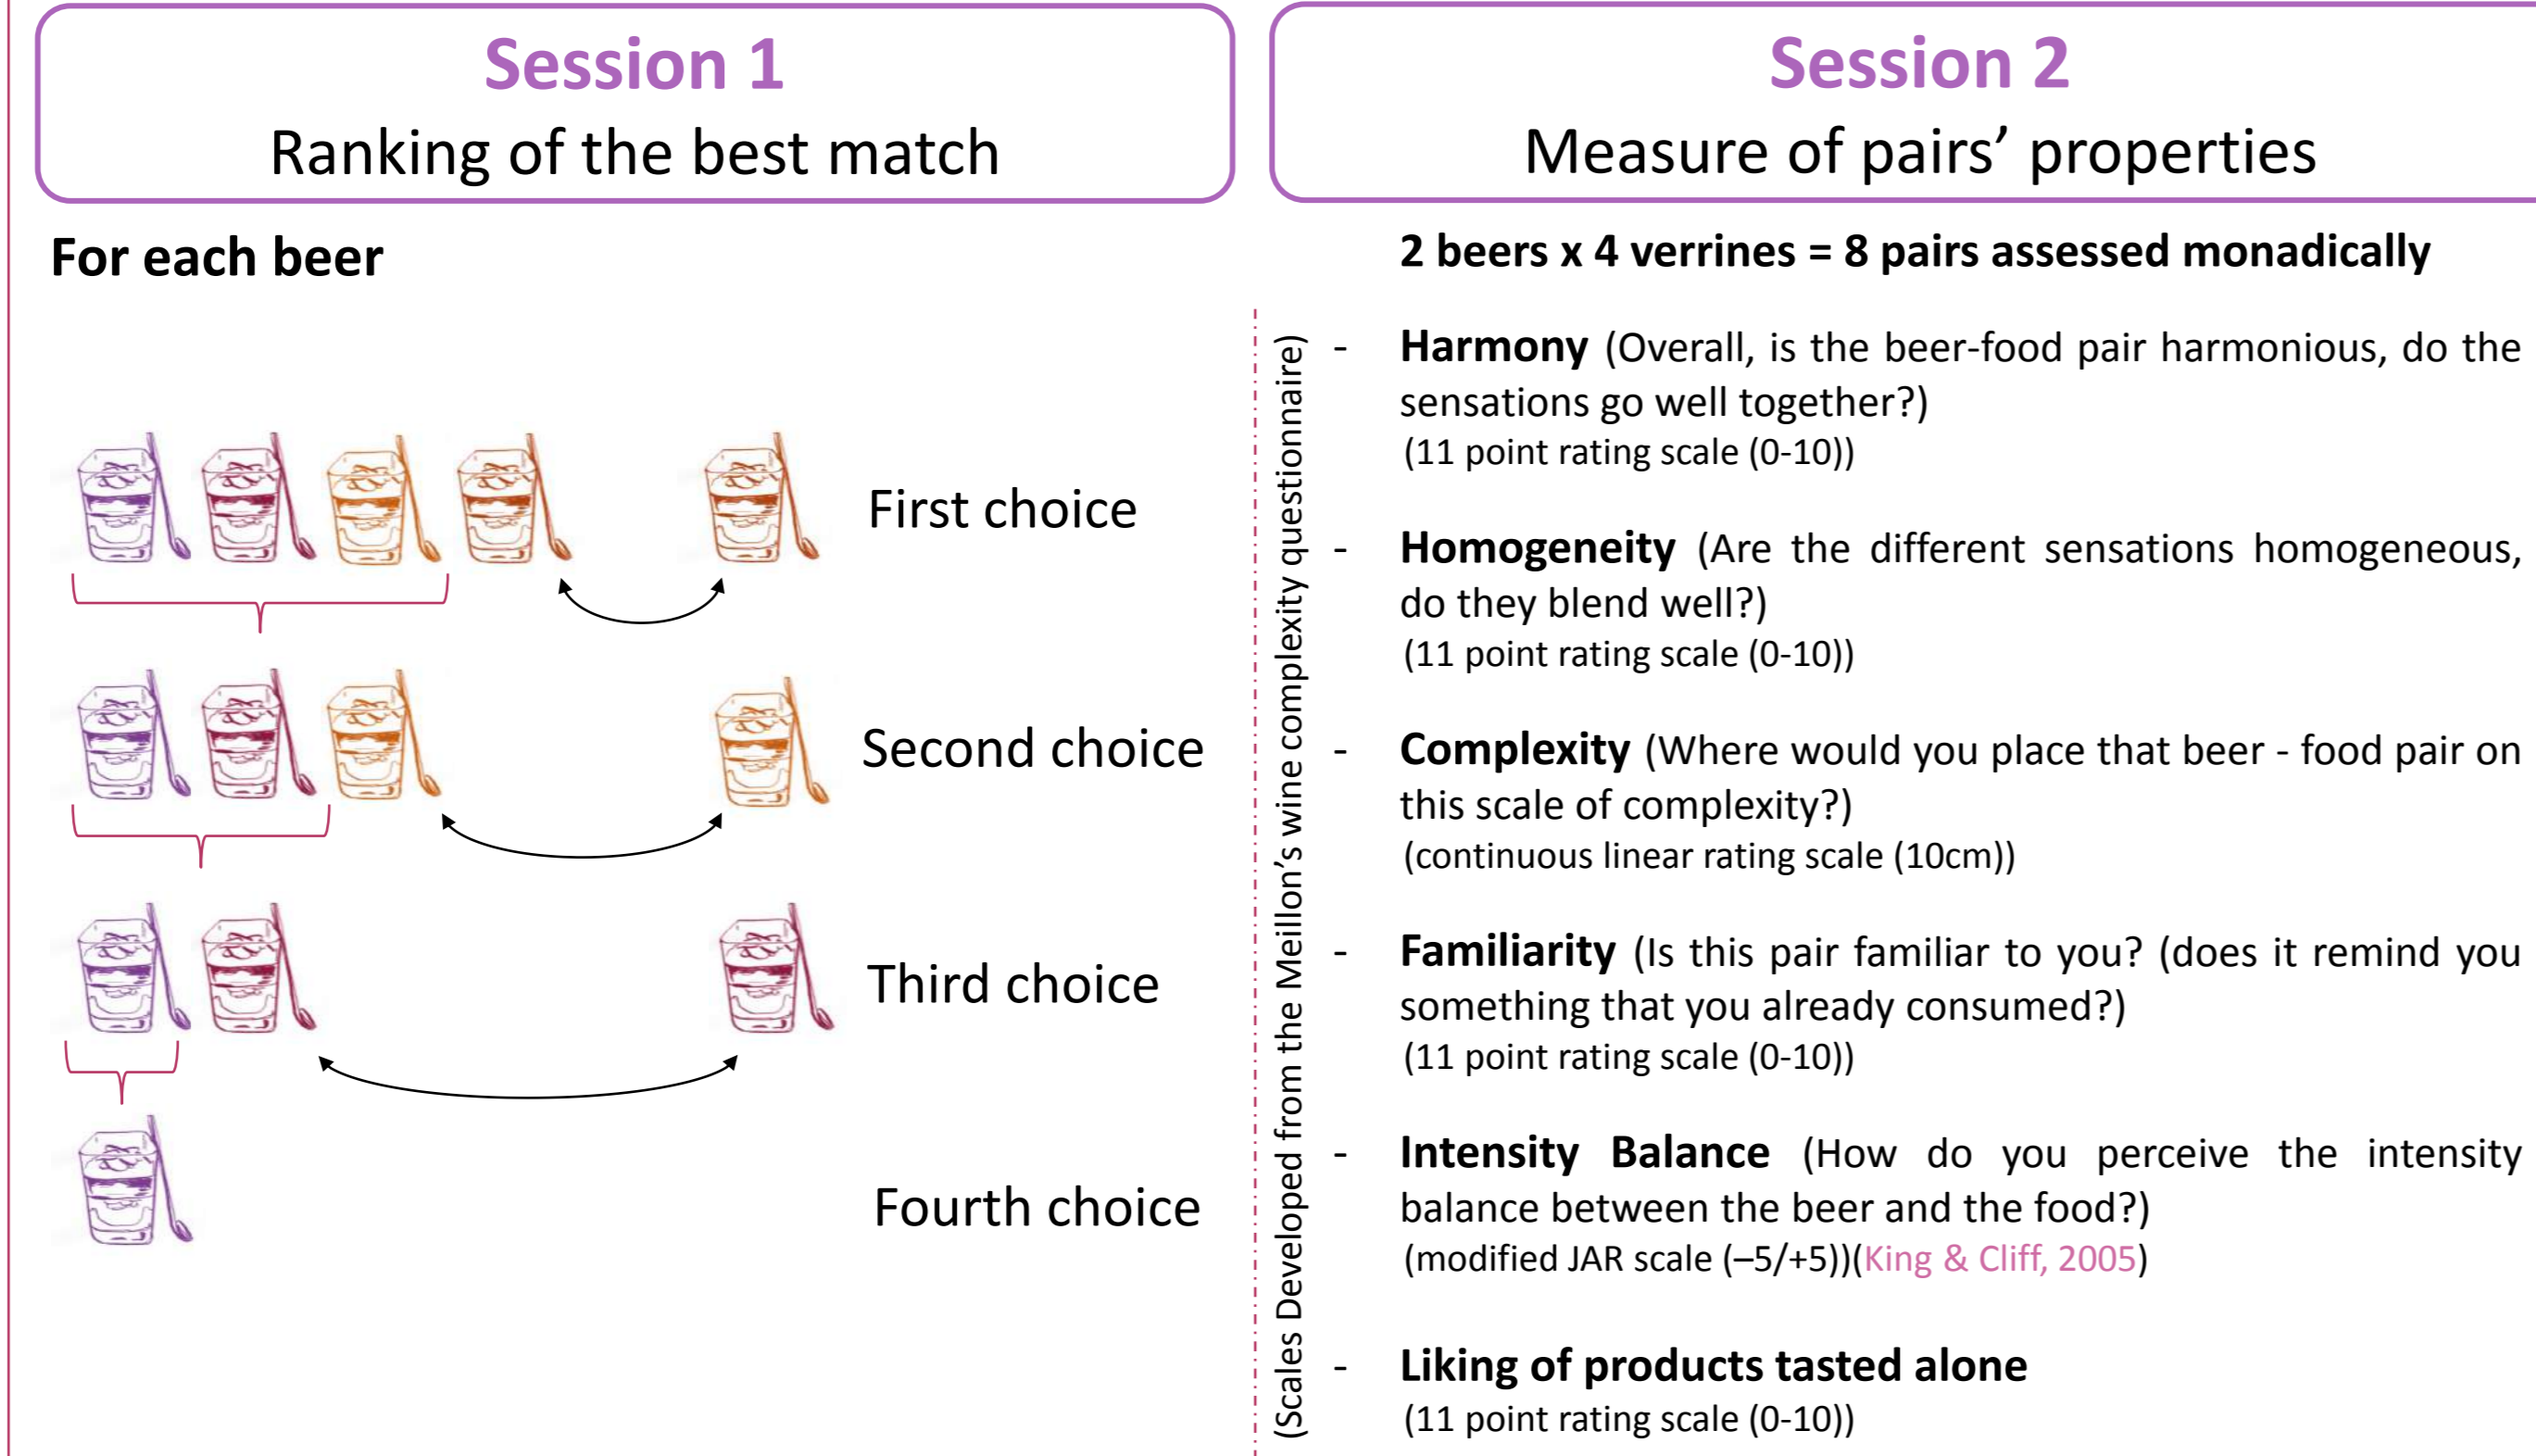 Session 1
Ranking of the best match
For each beer
First choice
Second choice
Third choice
Fourth choice
Session 2
Measure of pairs’ properties
2 beers x 4 verrines = 8 pairs assessed monadically
(Scales Developed from the Meillon’s wine complexity questionnaire)
- Harmony (Overall, is the beer-food pair harmonious, do the
sensations go well together?)
(11 point rating scale (0-10))
- Homogeneity (Are the different sensations homogeneous,
do they blend well?)
(11 point rating scale (0-10))
- Complexity (Where would you place that beer - food pair on
this scale of complexity?)
(continuous linear rating scale (10cm))
- Familiarity (Is this pair familiar to you? (does it remind you
something that you already consumed?)
(11 point rating scale (0-10))
- Intensity Balance (How do you perceive the intensity
balance between the beer and the food?)
(modified JAR scale (–5/+5))(King & Cliff, 2005)
- Liking of products tasted alone
(11 point rating scale (0-10))